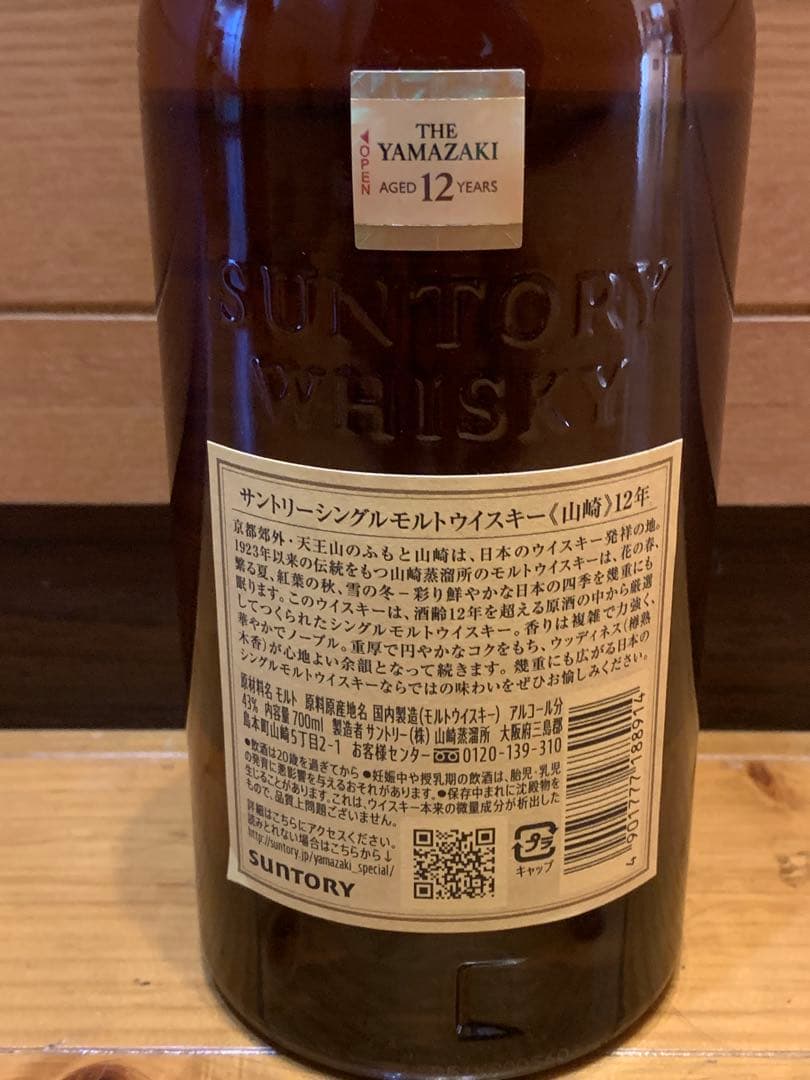 OPEN
THE
YAMAZAKI
AGED 12 YEARS
SUNTORY
WHISKY
サントリーシングルモルトウイスキー《山崎》12年
京都郊外・天王山のふもと山崎は、日本のウイスキー発祥の地。
1923年以来の伝統をもつ山崎蒸溜所のモルトウイスキーは、花の春、
繁る夏、紅葉の秋、雪の冬−彩り鮮やかな日本の四季を幾重にも
眠ります。このウイスキーは、酒齢12年を超える原酒の中から厳選
してつくられたシングルモルトウイスキー。香りは複雑で力強く、
華やかでノーブル。重厚で円やかなコクをもち、ウッディネス(樽熟
木香)が心地よい余韻となって続きます。幾重にも広がる日本の
シングルモルトウイスキーならではの味わいをぜひお愉しみください。
原材料名 モルト 原料原産地名 国内製造(モルトウイスキー) アルコール分
43% 内容量700ml 製造者 サントリー(株) 山崎蒸溜所 大阪府三島郡
島本町山崎5丁目2-1 お客様センター 0120-139-310
●飲酒は20歳を過ぎてから ●妊娠中や授乳期の飲酒は、胎児・乳児
の発育に悪影響を与えるおそれがあります。●保存中まれに沈殿物を
生じることがあります。これは、ウイスキー本来の微量成分が析出した
もので、品質上問題ございません。
詳細はこちらにアクセスください。
読みとれない場合はこちらから↓
http://suntory.jp/yamazaki_special/
SUNTORY
プラ
キャップ
4 901777 188914